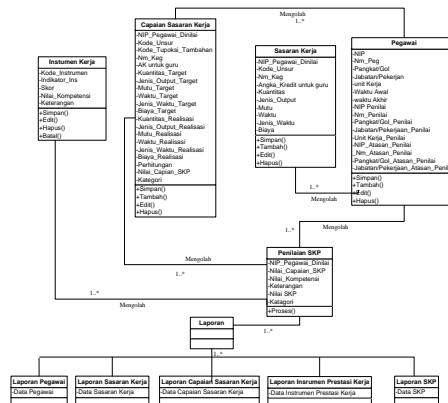 Mengolah
1..*
Capaian Sasaran Kerja
-NIP_Pegawai_Dinilai
-Kode_Unsur
-Kode_Tupoksi_Tambahan
-Nm_Keg
-AK untuk guru
-Kuantitas_Target
-Jenis_Output_Target
-Mutu_Target
-Waktu_Target
-Jenis_Waktu_Target
-Biaya_Target
-Kuantitas_Realisasi
-Jenis_Output_Realisasi
-Mutu_Realisasi
-Waktu_Realisasi
-Jenis_Waktu_Realisasi
-Biaya_Realisasi
-Perhitungan
-Nilai_Capian_SKP
-Kategori
+Simpan()
+Tambah()
+Edit()
+Hapus()
Instumen Kerja
-Kode_Instrumen
-Indikator_Ins
-Skor
-Nilai_Kompetensi
-Keterangan
+Simpan()
+Edit()
+Hapus()
+Batal()
Sasaran Kerja
-NIP_Pegawai_Dinilai
-Kode_Unsur
-Nm_Keg
-Angka_Kredit untuk guru
-Kuantitas
-Jenis_Output
-Mutu
-Waktu
-Jenis_Waktu
-Biaya
+Simpan()
+Tambah()
+Edit()
+Hapus()
Pegawai
-NIP
-Nm_Peg
-Pangkat/Gol
-Jabatan/Pekerjan
-unit Kerja
-Waktu Awal
-waktu Akhir
-NIP Penilai
-Nm_Penilai
-Pangkat/Gol_Penilai
-Jabatan/Pekerjaan_Penilai
-Unit Kerja_Penilai
-NIP_Atasan_Penilai
-_Nm_Atasan_Penilai
-Pangkat/Gol_Atasan_Penilai
-Jabatan/Pekerjaan_Atasan_Penilai
+Simpan()
+Tambah()
+Edit()
+Hapus()
1..*
Mengolah
Mengolah
1..*
Penilaian SKP
-NIP_Pegawai_Dinilai
-Nilai_Capaian_SKP
-Nilai_Kompetensi
-Keterangan
-Nilai SKP
-Katagori
+Proses()
Mengolah
1..*
1..*
Mengolah
Laporan
1..*
1..*
Laporan Pegawai
-Data Pegawsi
Laporan Sasaran Kerja
-Data Sasaran Kerja
Laporan Capaian Sasaran Kerja
-Data Capaian Sasaran Kerja
Laporan Insrumen Prestasi Kerja
-Data Instrumen Prestasi Kerja
Laporan SKP
-Data SKP